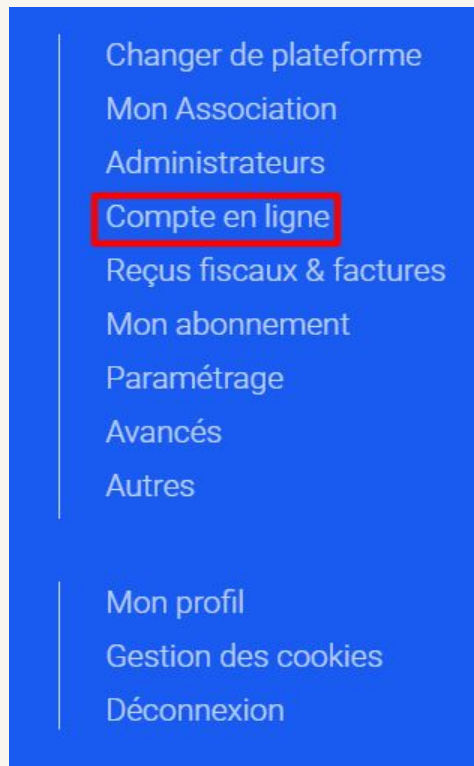 Changer de plateforme
Mon Association
Administrateurs
Compte en ligne
Reçus fiscaux & factures
Mon abonnement
Paramétrage
Avancés
Autres
Mon profil
Gestion des cookies
Déconnexion